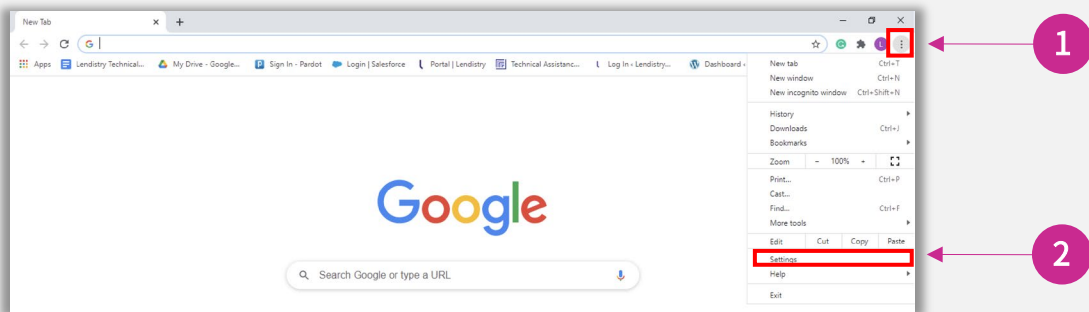 New Tab
G
Apps Lendistry Technical... My Drive - Google... Sign In - Pardot Login | Salesforce Portal | Lendistry Technical Assistanc... Log In ‹ Lendistry... Dashboard ‹
L
1
New tab Ctrl+T
New window Ctrl+N
New incognito window Ctrl+Shift+N
History
Downloads Ctrl+J
Bookmarks
Zoom - 100% +
Print... Ctrl+P
Cast...
Find... Ctrl+F
More tools
Edit Cut Copy Paste
Settings
2
Help
Exit
Google
Search Google or type a URL